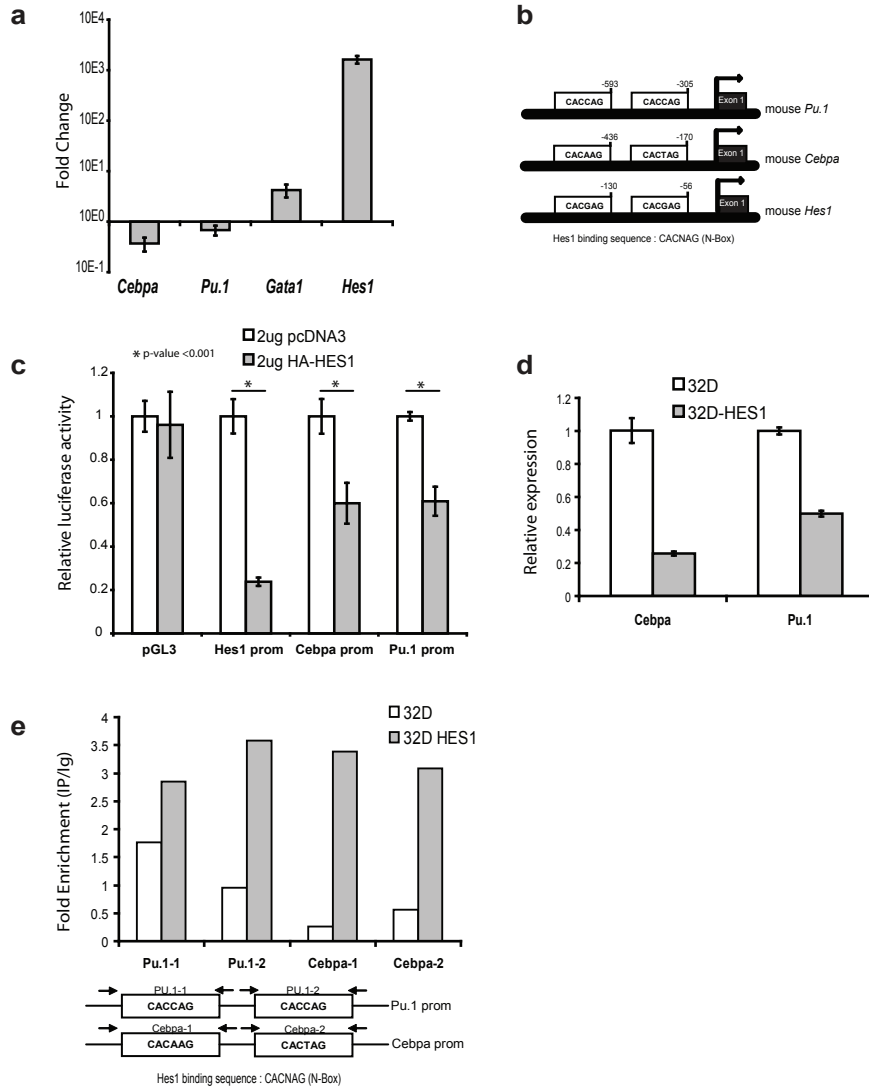 a
10E4
10E3
10E2
10E1
10E0
10E-1
Fold Change
Cebpa Pu.1 Gata1 Hes1
b
-593 -305
CACCAG CACCAG Exon 1 mouse Pu.1
-436 -170
CACAAG CACTAG Exon 1 mouse Cebpa
-130 -56
CACGAG CACGAG Exon 1 mouse Hes1
Hes1 binding sequence : CACNAG (N-Box)
c
2ug pcDNA3
2ug HA-HES1
* p-value <0.001
* * *
1.2
1
0.8
0.6
0.4
0.2
0
Relative luciferase activity
pGL3 Hes1 prom Cebpa prom Pu.1 prom
d
32D
32D-HES1
1.2
1
0.8
0.6
0.4
0.2
0
Relative expression
Cebpa Pu.1
e
32D
32D HES1
4
3.5
3
2.5
2
1.5
1
0.5
0
Fold Enrichment (IP/Ig)
Pu.1-1 Pu.1-2 Cebpa-1 Cebpa-2
PU.1-1 PU.1-2
CACCAG CACCAG Pu.1 prom
Cebpa-1 Cebpa-2
CACAAG CACTAG Cebpa prom
Hes1 binding sequence : CACNAG (N-Box)